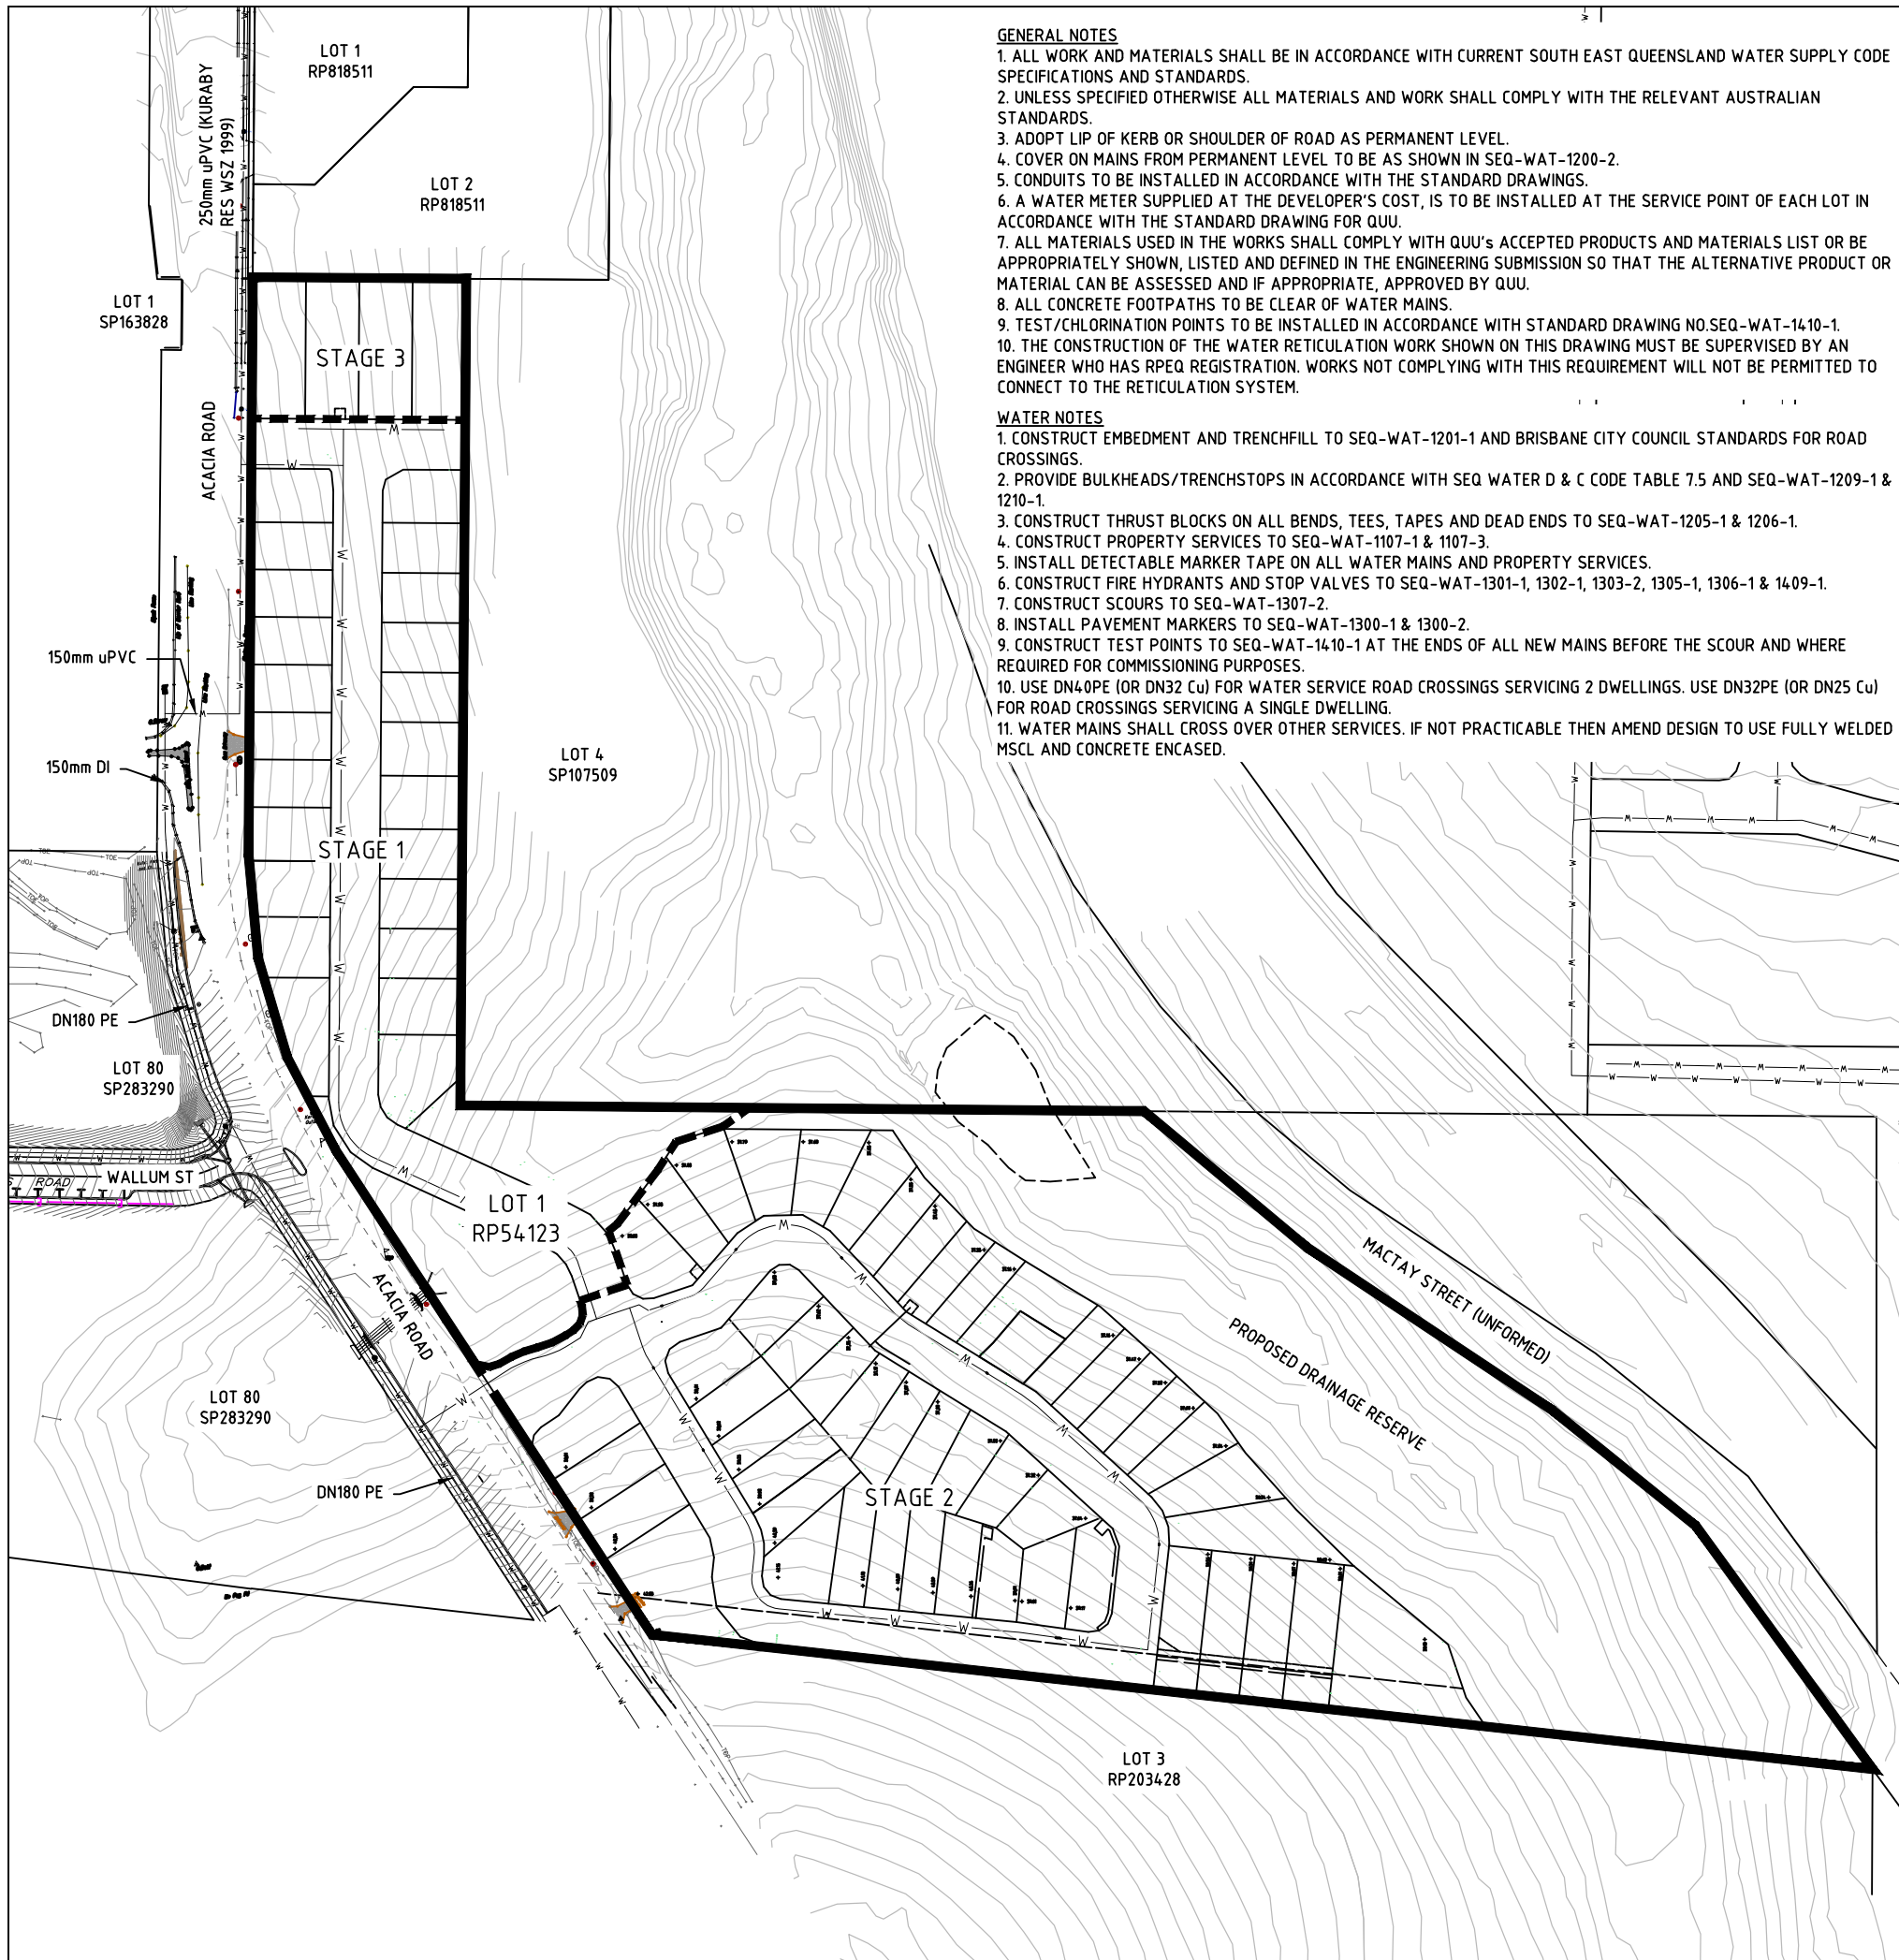 GENERAL NOTES
1. ALL WORK AND MATERIALS SHALL BE IN ACCORDANCE WITH CURRENT SOUTH EAST QUEENSLAND WATER SUPPLY CODE
SPECIFICATIONS AND STANDARDS.
2. UNLESS SPECIFIED OTHERWISE ALL MATERIALS AND WORK SHALL COMPLY WITH THE RELEVANT AUSTRALIAN
STANDARDS.
3. ADOPT LIP OF KERB OR SHOULDER OF ROAD AS PERMANENT LEVEL.
4. COVER ON MAINS FROM PERMANENT LEVEL TO BE AS SHOWN IN SEQ-WAT-1200-2.
5. CONDUITS TO BE INSTALLED IN ACCORDANCE WITH THE STANDARD DRAWINGS.
6. A WATER METER SUPPLIED AT THE DEVELOPER'S COST, IS TO BE INSTALLED AT THE SERVICE POINT OF EACH LOT IN
ACCORDANCE WITH THE STANDARD DRAWING FOR QUU.
7. ALL MATERIALS USED IN THE WORKS SHALL COMPLY WITH QUU's ACCEPTED PRODUCTS AND MATERIALS LIST OR BE
APPROPRIATELY SHOWN, LISTED AND DEFINED IN THE ENGINEERING SUBMISSION SO THAT THE ALTERNATIVE PRODUCT OR
MATERIAL CAN BE ASSESSED AND IF APPROPRIATE, APPROVED BY QUU.
8. ALL CONCRETE FOOTPATHS TO BE CLEAR OF WATER MAINS.
9. TEST/CHLORINATION POINTS TO BE INSTALLED IN ACCORDANCE WITH STANDARD DRAWING NO.SEQ-WAT-1410-1.
10. THE CONSTRUCTION OF THE WATER RETICULATION WORK SHOWN ON THIS DRAWING MUST BE SUPERVISED BY AN
ENGINEER WHO HAS RPEQ REGISTRATION. WORKS NOT COMPLYING WITH THIS REQUIREMENT WILL NOT BE PERMITTED TO
CONNECT TO THE RETICULATION SYSTEM.
WATER NOTES
1. CONSTRUCT EMBEDMENT AND TRENCHFILL TO SEQ-WAT-1201-1 AND BRISBANE CITY COUNCIL STANDARDS FOR ROAD
CROSSINGS.
2. PROVIDE BULKHEADS/TRENCHSTOPS IN ACCORDANCE WITH SEQ WATER D & C CODE TABLE 7.5 AND SEQ-WAT-1209-1 &
1210-1.
3. CONSTRUCT THRUST BLOCKS ON ALL BENDS, TEES, TAPES AND DEAD ENDS TO SEQ-WAT-1205-1 & 1206-1.
4. CONSTRUCT PROPERTY SERVICES TO SEQ-WAT-1107-1 & 1107-3.
5. INSTALL DETECTABLE MARKER TAPE ON ALL WATER MAINS AND PROPERTY SERVICES.
6. CONSTRUCT FIRE HYDRANTS AND STOP VALVES TO SEQ-WAT-1301-1, 1302-1, 1303-2, 1305-1, 1306-1 & 1409-1.
7. CONSTRUCT SCOURS TO SEQ-WAT-1307-2.
8. INSTALL PAVEMENT MARKERS TO SEQ-WAT-1300-1 & 1300-2.
9. CONSTRUCT TEST POINTS TO SEQ-WAT-1410-1 AT THE ENDS OF ALL NEW MAINS BEFORE THE SCOUR AND WHERE
REQUIRED FOR COMMISSIONING PURPOSES.
10. USE DN40PE (OR DN32 Cu) FOR WATER SERVICE ROAD CROSSINGS SERVICING 2 DWELLINGS. USE DN32PE (OR DN25 Cu)
FOR ROAD CROSSINGS SERVICING A SINGLE DWELLING.
11. WATER MAINS SHALL CROSS OVER OTHER SERVICES. IF NOT PRACTICABLE THEN AMEND DESIGN TO USE FULLY WELDED
MSCL AND CONCRETE ENCASED.
LOT 1
RP818511
250mm uPVC (KURABY
RES WSZ 1999)
LOT 2
RP818511
LOT 1
SP163828
STAGE 3
ACACIA ROAD
150mm uPVC
150mm DI
LOT 4
SP107509
STAGE 1
DN180 PE
LOT 80
SP283290
WALLUM ST
ROAD
LOT 1
RP54123
ACACIA ROAD
MACTAY STREET (UNFORMED)
PROPOSED DRAINAGE RESERVE
LOT 80
SP283290
DN180 PE
STAGE 2
LOT 3
RP203428